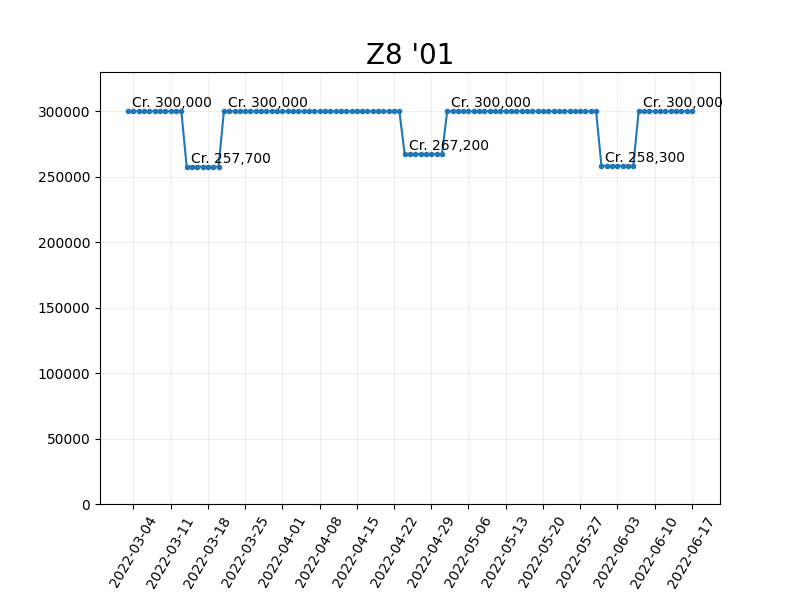 Z8 '01
Cr. 300,000
Cr. 300,000
Cr. 300,000
Cr. 300,000
Cr. 257,700
Cr. 267,200
Cr. 258,300
300000
250000
200000
150000
100000
50000
0
2022-03-04
2022-03-11
2022-03-18
2022-03-25
2022-04-01
2022-04-08
2022-04-15
2022-04-22
2022-04-29
2022-05-06
2022-05-13
2022-05-20
2022-05-27
2022-06-03
2022-06-10
2022-06-17